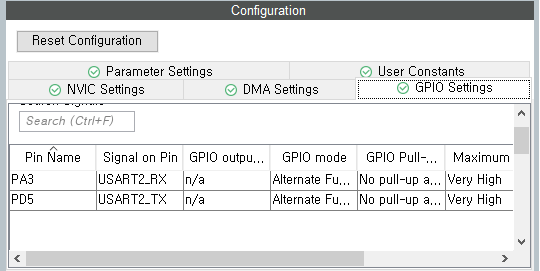 Configuration
Reset Configuration
Parameter Settings
User Constants
NVIC Settings
DMA Settings
GPIO Settings
Search (Ctrl+F)
Pin Name Signal on Pin GPIO outpu... GPIO mode GPIO Pull-... Maximum
PA3 USART2_RX n/a Alternate Fu... No pull-up a... Very High
PD5 USART2_TX n/a Alternate Fu... No pull-up a... Very High